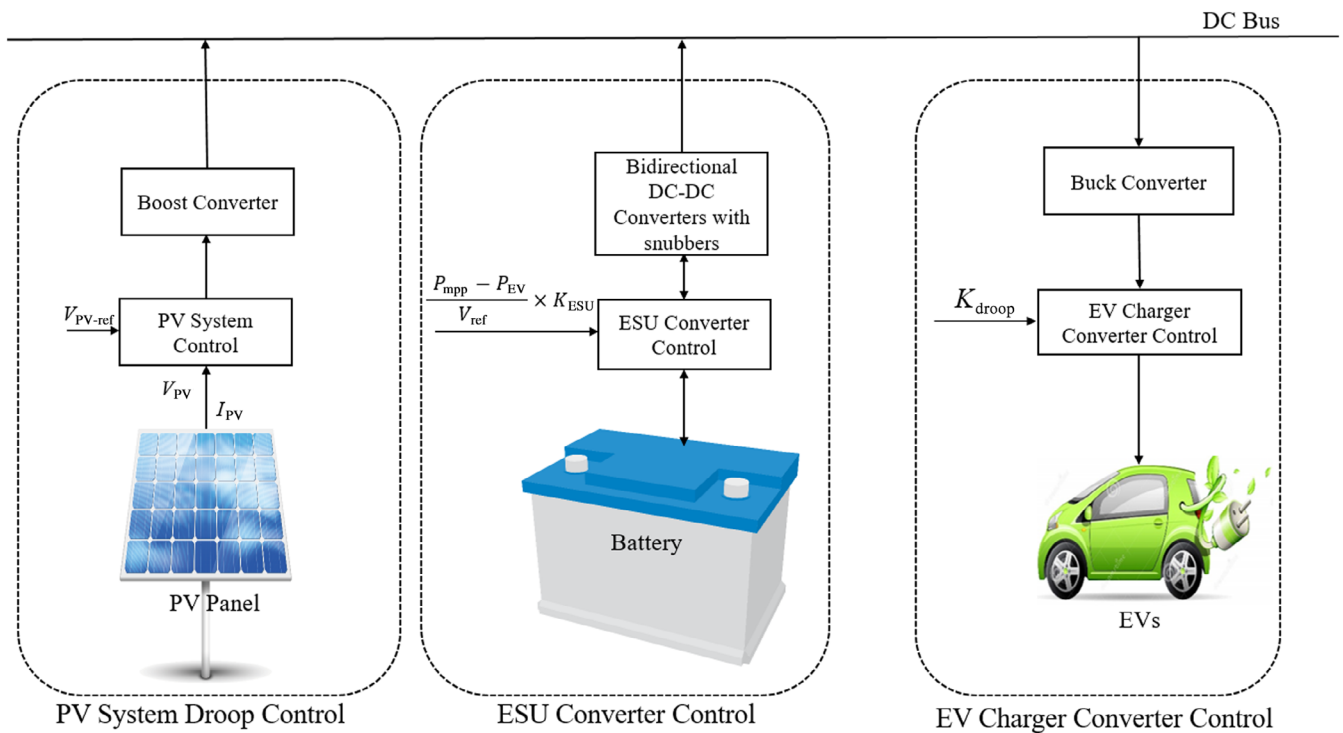 DC Bus
Boost Converter
V_PV-ref
PV System
Control
V_PV
I_PV
PV Panel
PV System Droop Control
Bidirectional
DC-DC
Converters with
snubbers
P_mpp − P_EV
V_ref
× K_ESU
ESU Converter
Control
Battery
ESU Converter Control
Buck Converter
K_droop
EV Charger
Converter Control
EVs
EV Charger Converter Control